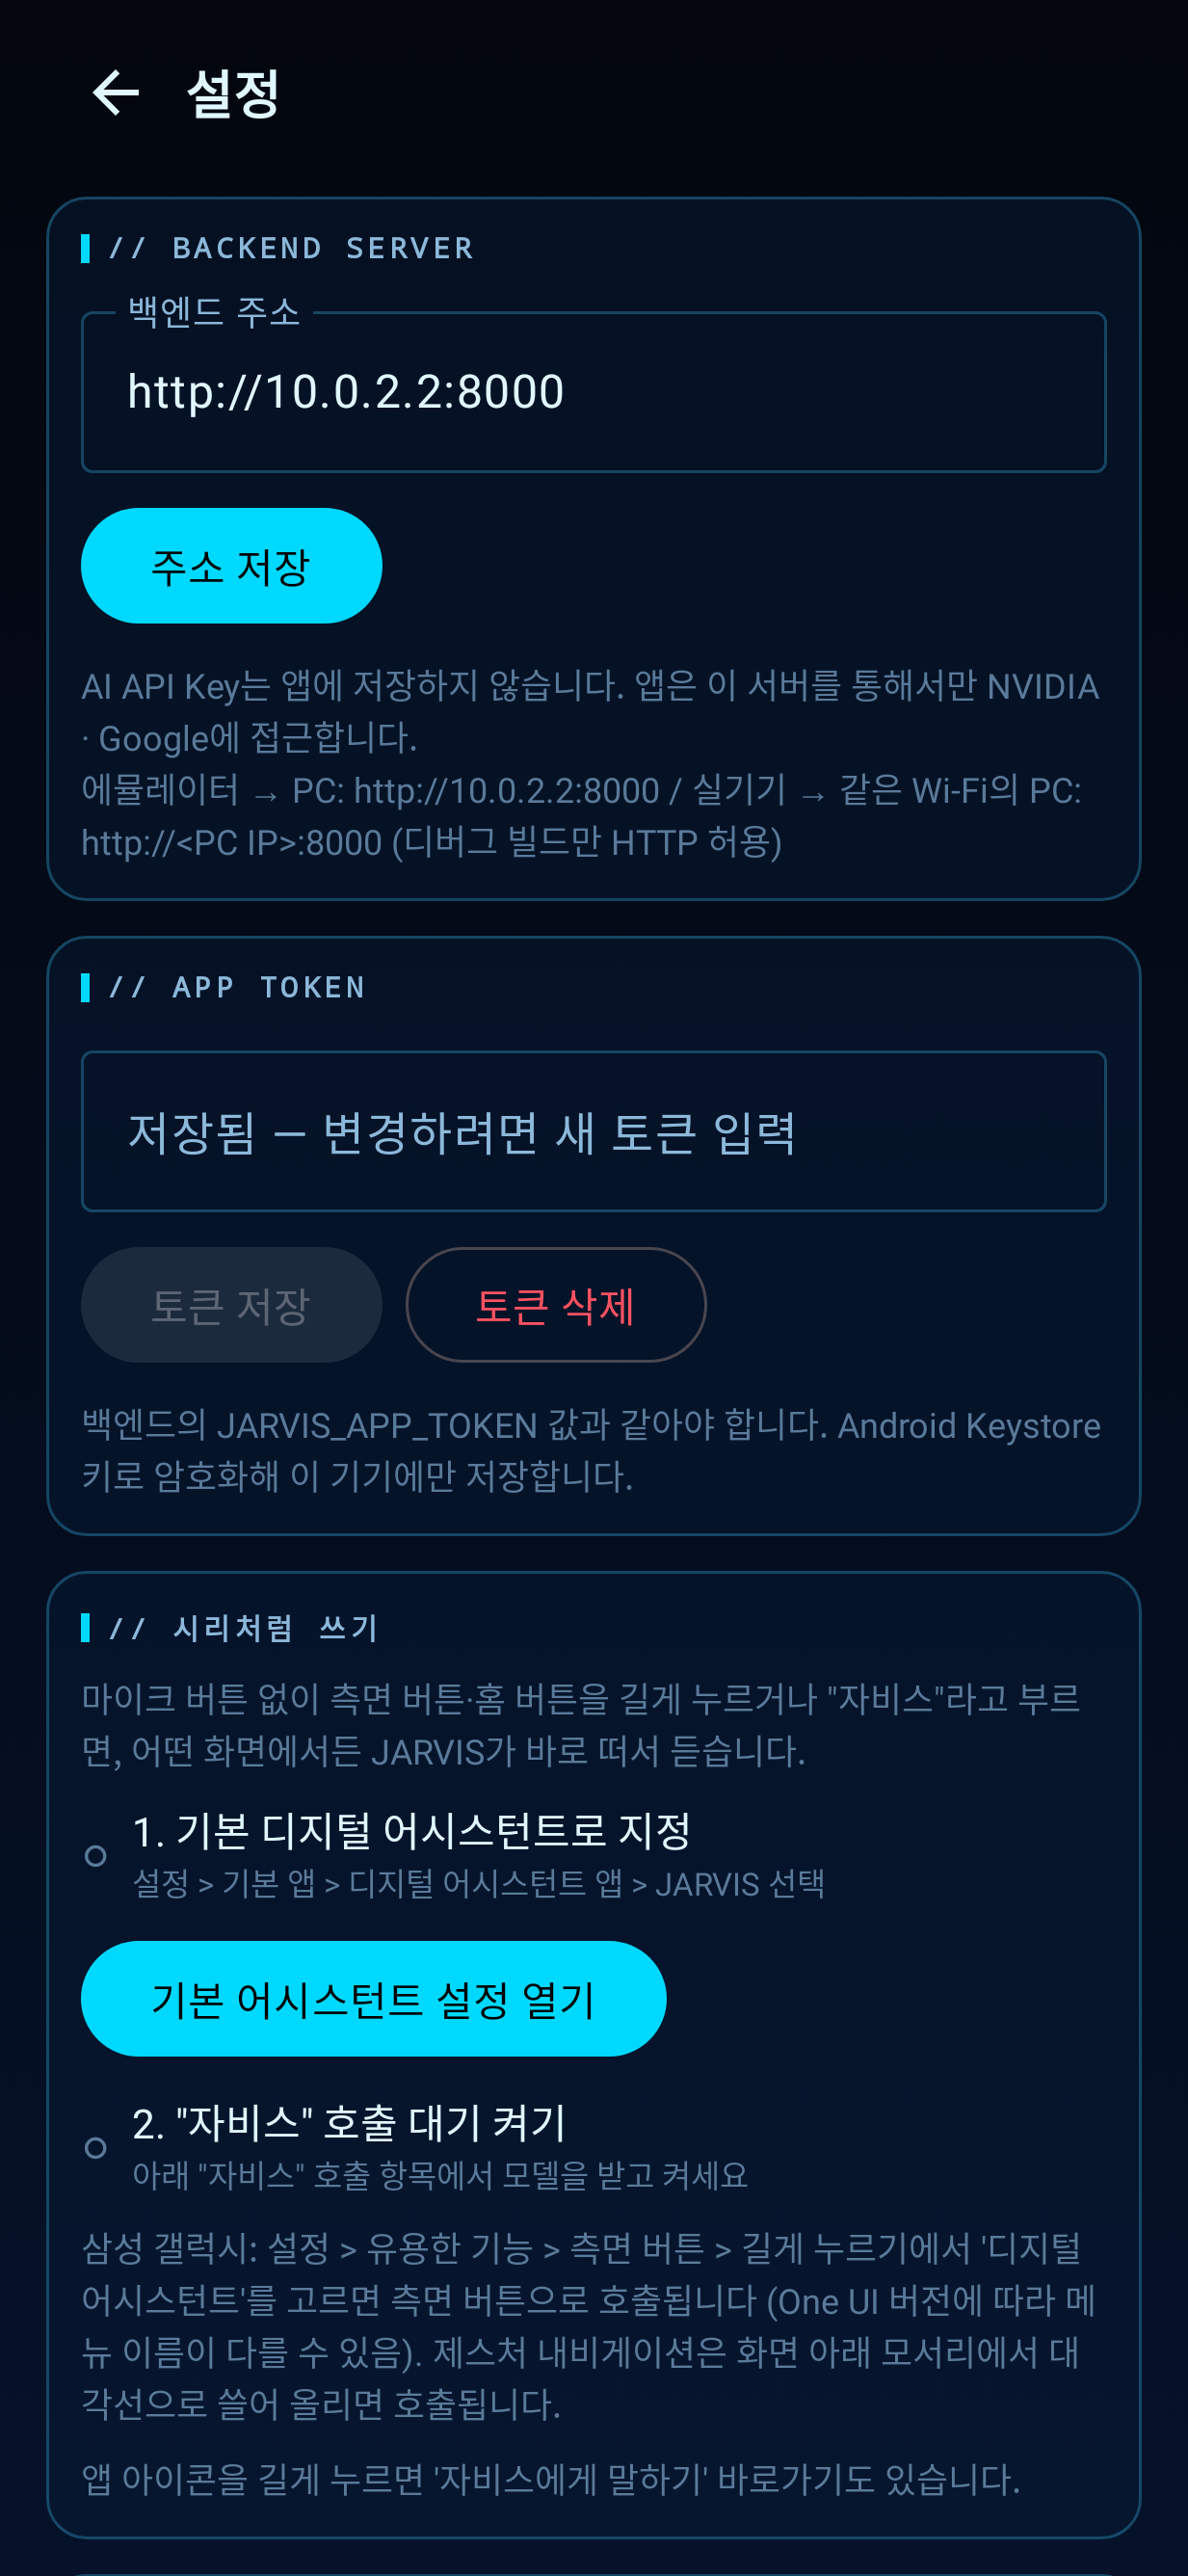 설정
// BACKEND SERVER
백엔드 주소
http://10.0.2.2:8000
주소 저장
AI API Key는 앱에 저장하지 않습니다. 앱은 이 서버를 통해서만 NVIDIA
· Google에 접근합니다.
에뮬레이터 → PC: http://10.0.2.2:8000 / 실기기 → 같은 Wi-Fi의 PC:
http://<PC IP>:8000 (디버그 빌드만 HTTP 허용)
// APP TOKEN
저장됨 — 변경하려면 새 토큰 입력
토큰 저장
토큰 삭제
백엔드의 JARVIS_APP_TOKEN 값과 같아야 합니다. Android Keystore
키로 암호화해 이 기기에만 저장합니다.
// 시리처럼 쓰기
마이크 버튼 없이 측면 버튼·홈 버튼을 길게 누르거나 "자비스"라고 부르
면, 어떤 화면에서든 JARVIS가 바로 떠서 듣습니다.
1. 기본 디지털 어시스턴트로 지정
설정 > 기본 앱 > 디지털 어시스턴트 앱 > JARVIS 선택
기본 어시스턴트 설정 열기
2. "자비스" 호출 대기 켜기
아래 "자비스" 호출 항목에서 모델을 받고 켜세요
삼성 갤럭시: 설정 > 유용한 기능 > 측면 버튼 > 길게 누르기에서 '디지털
어시스턴트'를 고르면 측면 버튼으로 호출됩니다 (One UI 버전에 따라 메
뉴 이름이 다를 수 있음). 제스처 내비게이션은 화면 아래 모서리에서 대
각선으로 쓸어 올리면 호출됩니다.
앱 아이콘을 길게 누르면 '자비스에게 말하기' 바로가기도 있습니다.